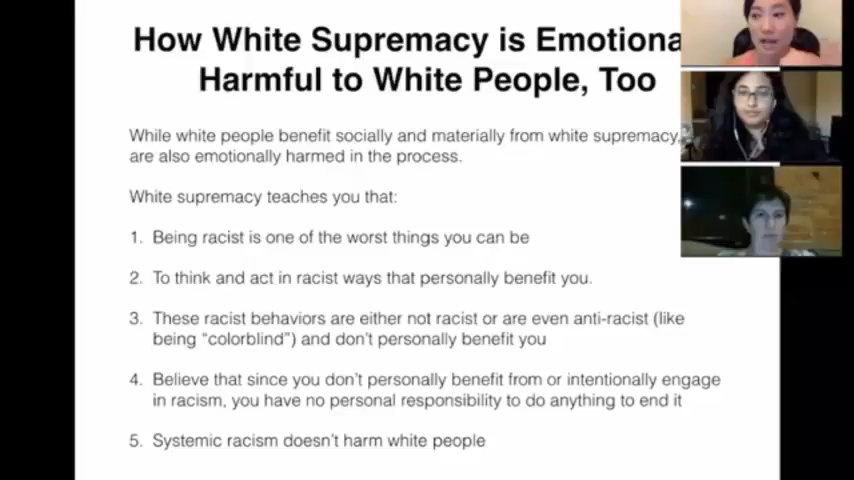 How White Supremacy is Emotiona
Harmful to White People, Too
While white people benefit socially and materially from white supremacy,
are also emotionally harmed in the process.
White supremacy teaches you that:
1. Being racist is one of the worst things you can be
2. To think and act in racist ways that personally benefit you.
3. These racist behaviors are either not racist or are even anti-racist (like
being “colorblind”) and don’t personally benefit you
4. Believe that since you don’t personally benefit from or intentionally engage
in racism, you have no personal responsibility to do anything to end it
5. Systemic racism doesn’t harm white people